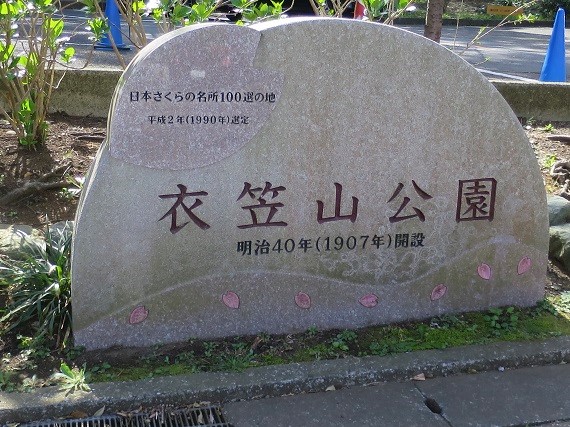 日本さくらの名所100選の地
平成2年(1990年)選定
衣笠山公園
明治40年(1907年)開設